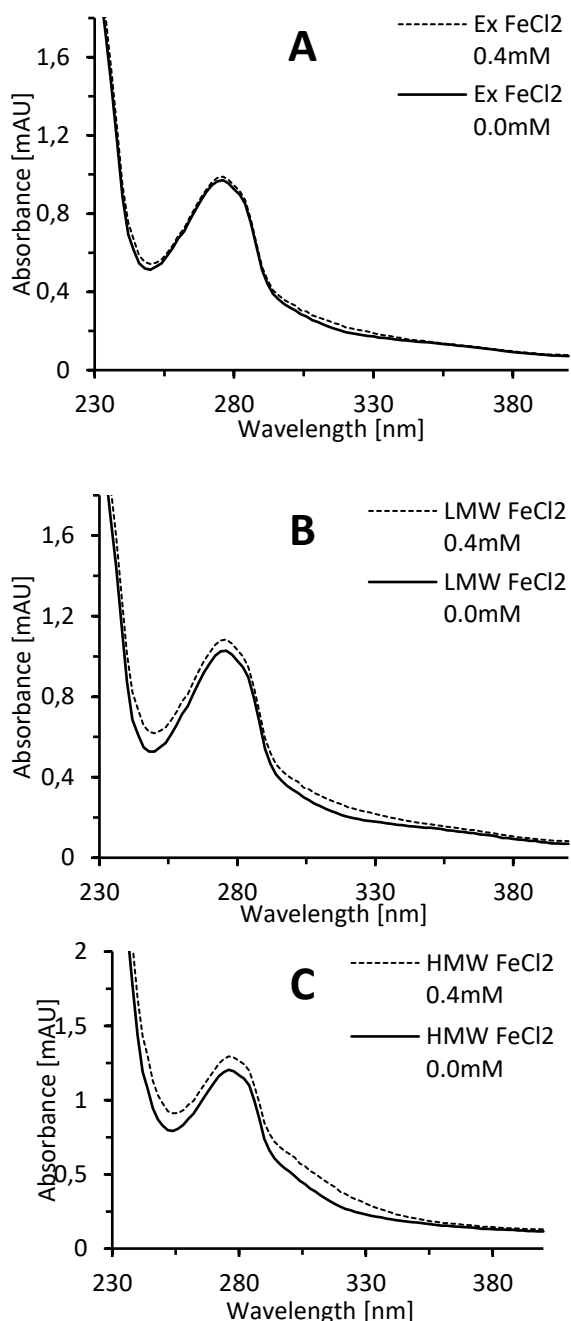 A
Ex FeCl2
0.4mM
Ex FeCl2
0.0mM
Absorbance [mAU]
1,6
1,2
0,8
0,4
0
230
280
330
380
Wavelength [nm]
B
LMW FeCl2
0.4mM
LMW FeCl2
0.0mM
Absorbance [mAU]
1,6
1,2
0,8
0,4
0
230
280
330
380
Wavelength [nm]
C
HMW FeCl2
0.4mM
HMW FeCl2
0.0mM
Absorbance [mAU]
2
1,5
1
0,5
0
230
280
330
380
Wavelength [nm]